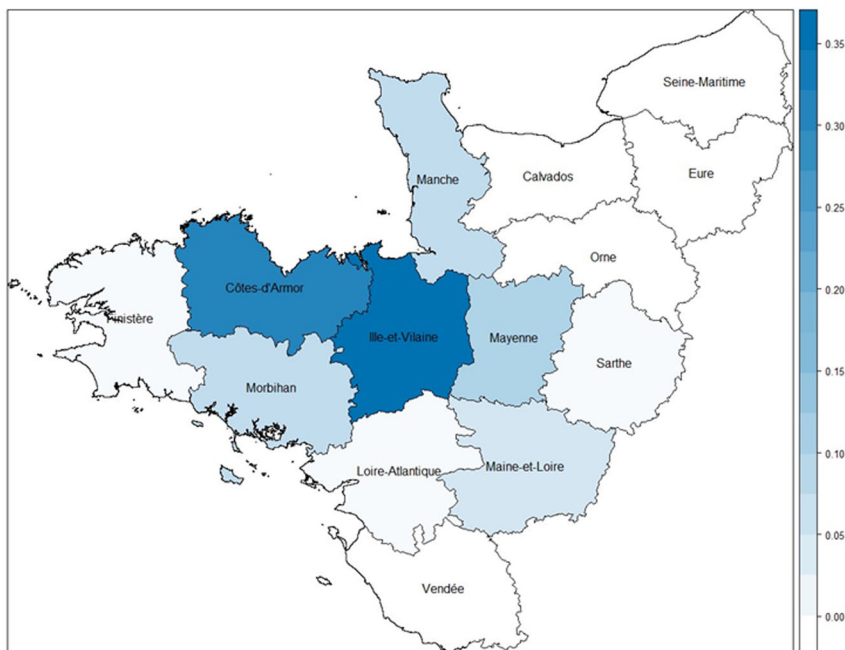 Seine-Maritime
Manche
Calvados
Eure
Orne
Côtes-d'Armor
Finistère
Ille-et-Vilaine
Mayenne
Sarthe
Morbihan
Loire-Atlantique
Maine-et-Loire
Vendée
0.35
0.30
0.25
0.20
0.15
0.10
0.05
0.00